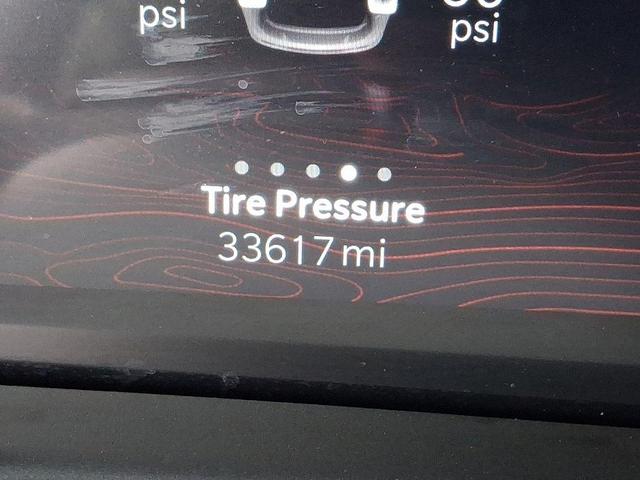 psi
psi
Tire Pressure
33617 mi